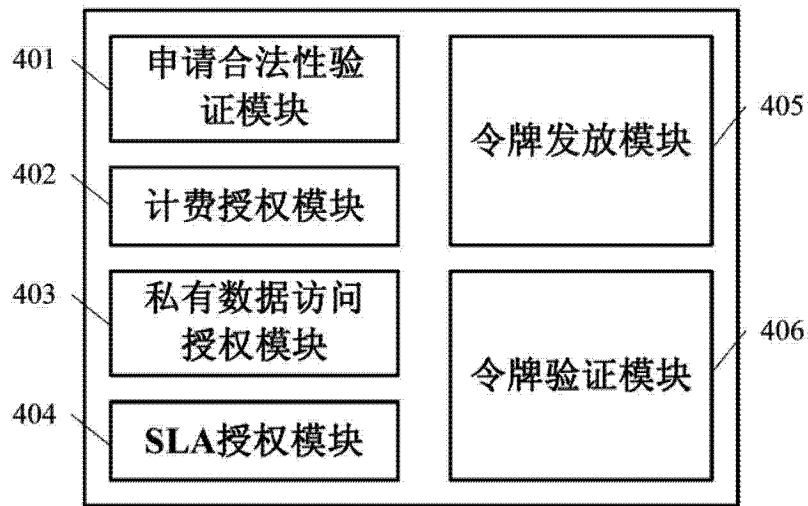 401
申请合法性验
证模块
402
计费授权模块
403
私有数据访问
授权模块
404
SLA授权模块
令牌发放模块
405
令牌验证模块
406